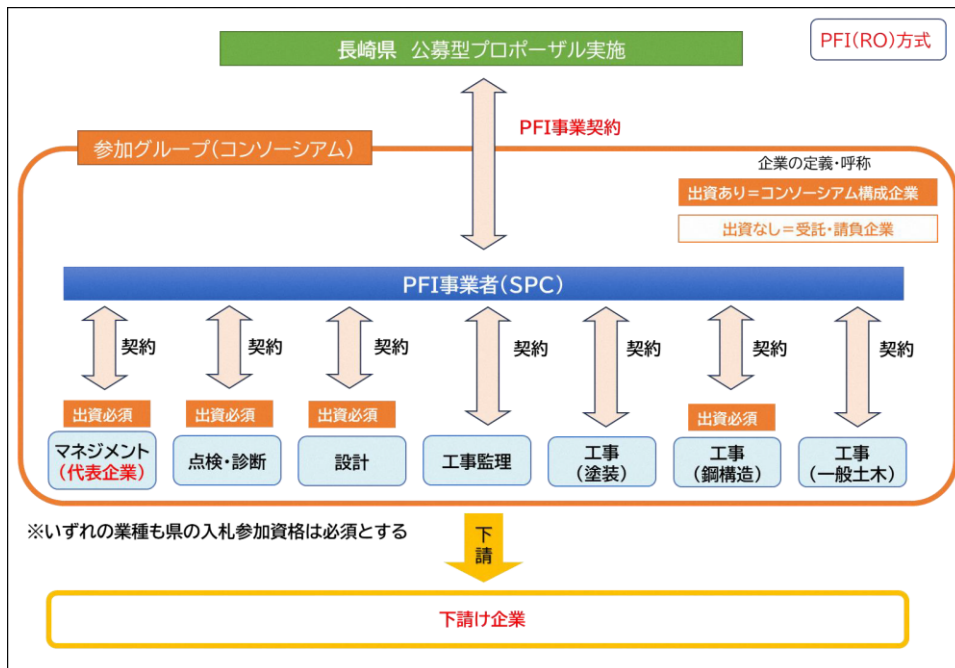 長崎県 公募型プロポーザル実施
PFI(RO)方式
PFI事業契約
参加グループ(コンソーシアム)
企業の定義・呼称
出資あり=コンソーシアム構成企業
出資なし=受託・請負企業
PFI事業者(SPC)
契約 契約 契約 契約 契約 契約 契約
出資必須 出資必須 出資必須 出資必須
マネジメント
(代表企業)
点検・診断
設計
工事監理
工事
(塗装)
工事
(鋼構造)
工事
(一般土木)
※いずれの業種も県の入札参加資格は必須とする
下
請
下請け企業